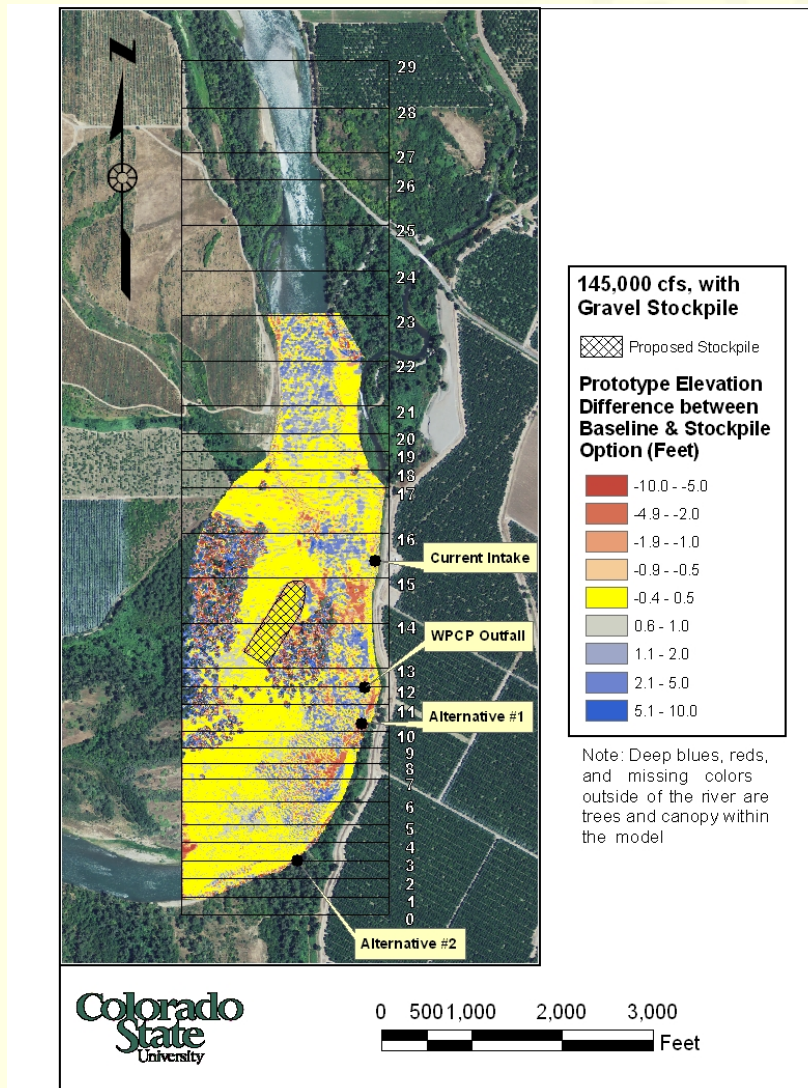 N
29
28
27
26
25
24
23
22
21
20
19
18
17
16
15
14
13
12
11
10
9
8
7
6
5
4
3
2
1
0
Current Intake
WPCP Outfall
Alternative #1
Alternative #2
145,000 cfs, with
Gravel Stockpile
Proposed Stockpile
Prototype Elevation
Difference between
Baseline & Stockpile
Option (Feet)
-10.0 - -5.0
-4.9 - -2.0
-1.9 - -1.0
-0.9 - -0.5
-0.4 - 0.5
0.6 - 1.0
1.1 - 2.0
2.1 - 5.0
5.1 - 10.0
Note: Deep blues, reds,
and missing colors
outside of the river are
trees and canopy within
the model
Colorado
State
University
0 500 1,000 2,000 3,000
Feet